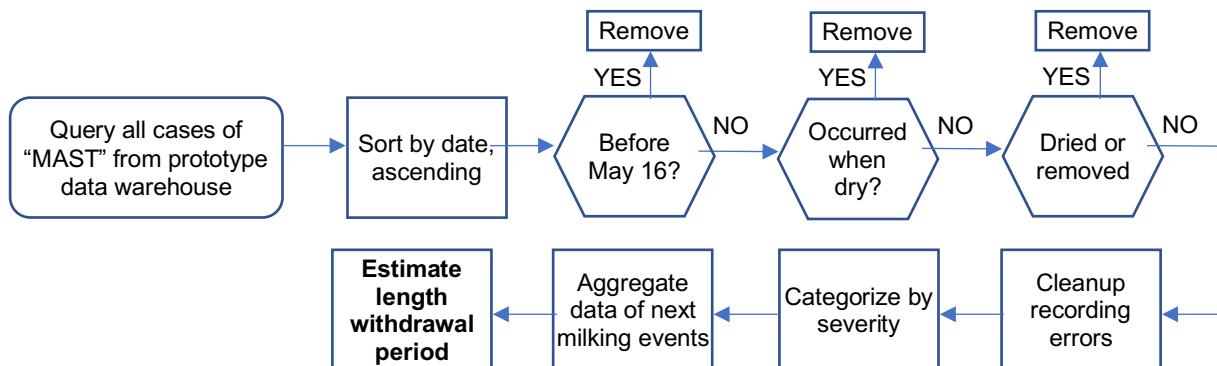 Remove
Remove
Remove
YES
YES
YES
Query all cases of
“MAST” from prototype
data warehouse
Sort by date,
ascending
Before
May 16?
NO
Occurred
when
dry?
NO
Dried or
removed
NO
Estimate
length
withdrawal
period
Aggregate
data of next
milking events
Categorize by
severity
Cleanup
recording
errors